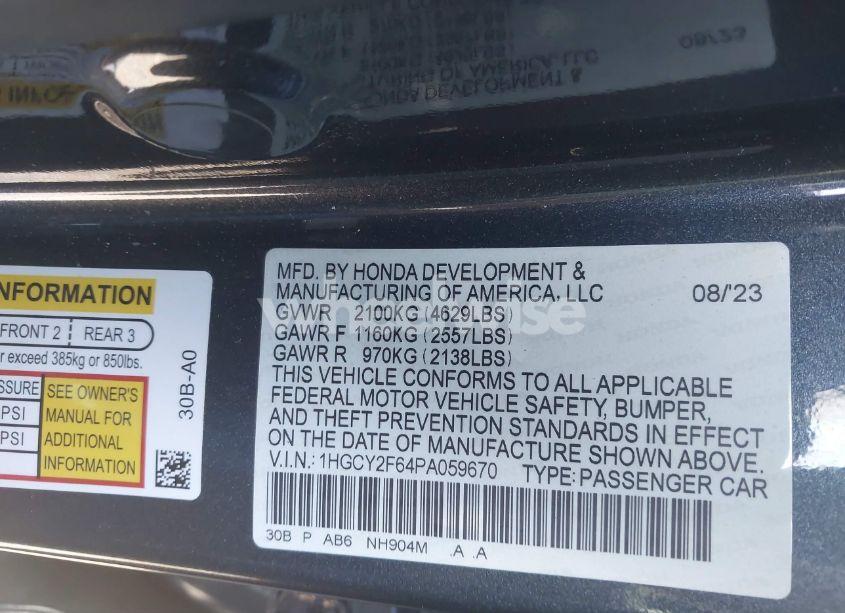 MFD. BY HONDA DEVELOPMENT &
MANUFACTURING OF AMERICA, LLC 08/'23
GVWR 2100KG (4629LBS)
GAWR F 1160KG (2557LBS)
GAWR R 970KG (2138LBS)
THIS VEHICLE CONFORMS TO ALL APPLICABLE
FEDERAL MOTOR VEHICLE SAFETY, BUMPER,
AND THEFT PREVENTION STANDARDS IN EFFECT
ON THE DATE OF MANUFACTURE SHOWN ABOVE.
V.I.N.: 1HGCY2F64PA059670 TYPE: PASSENGER CAR
30B P AB6 NH904M .A .A
INFORMATION
FRONT 2 REAR 3
exceed 385kg or 850lbs.
SEE OWNER'S
PSI MANUAL FOR
PSI ADDITIONAL
INFORMATION
30B-A0